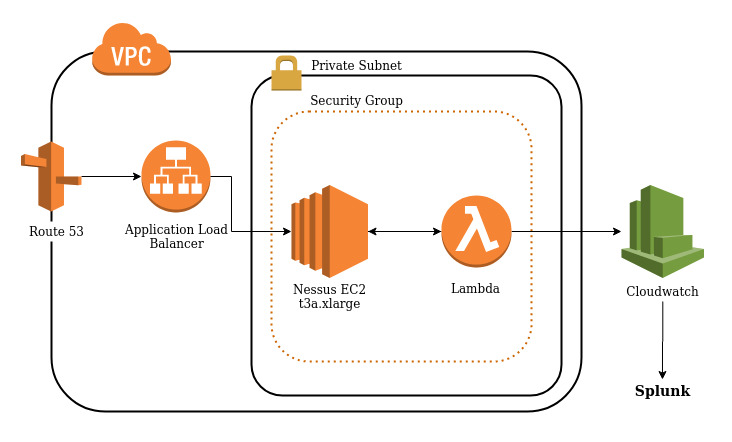 VPC
Private Subnet
Security Group
Route 53
Application Load
Balancer
Nessus EC2
t3a.xlarge
Lambda
Cloudwatch
Splunk